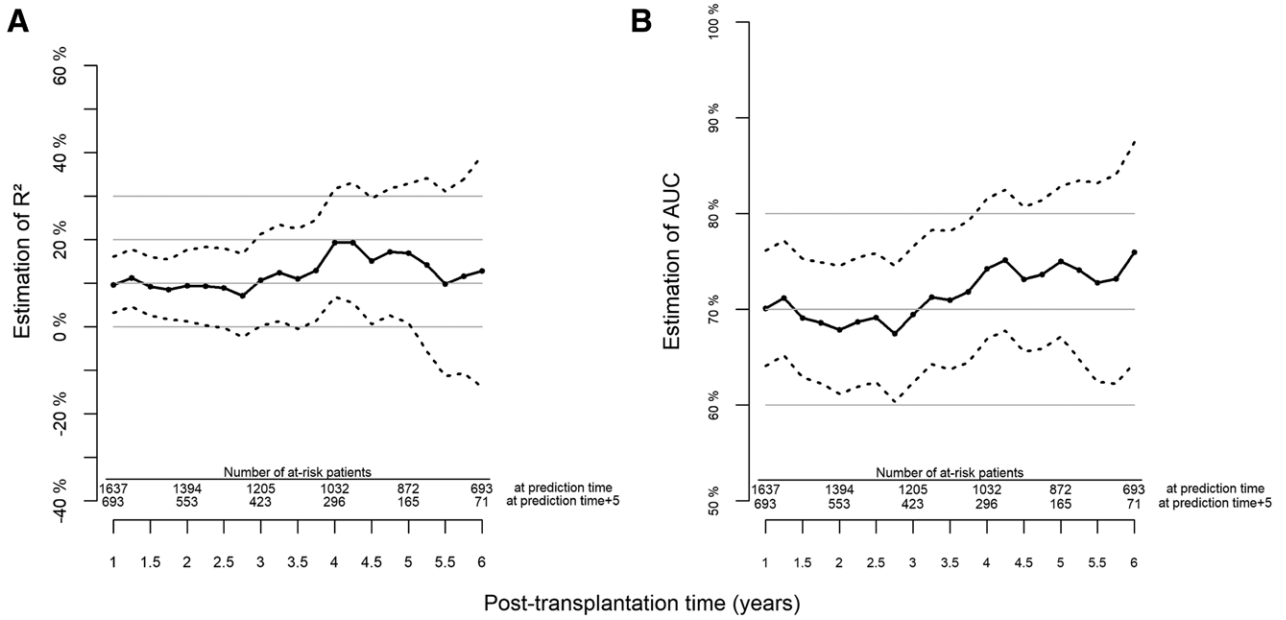 A
Estimation of R²
60 %
40 %
20 %
0 %
-20 %
-40 %
Number of at-risk patients
1637 1394 1205 1032 872 693 at prediction time
693 553 423 296 165 71 at prediction time+5
1 1.5 2 2.5 3 3.5 4 4.5 5 5.5 6
B
Estimation of AUC
100 %
90 %
80 %
70 %
60 %
50 %
Number of at-risk patients
1637 1394 1205 1032 872 693 at prediction time
693 553 423 296 165 71 at prediction time+5
1 1.5 2 2.5 3 3.5 4 4.5 5 5.5 6
Post-transplantation time (years)